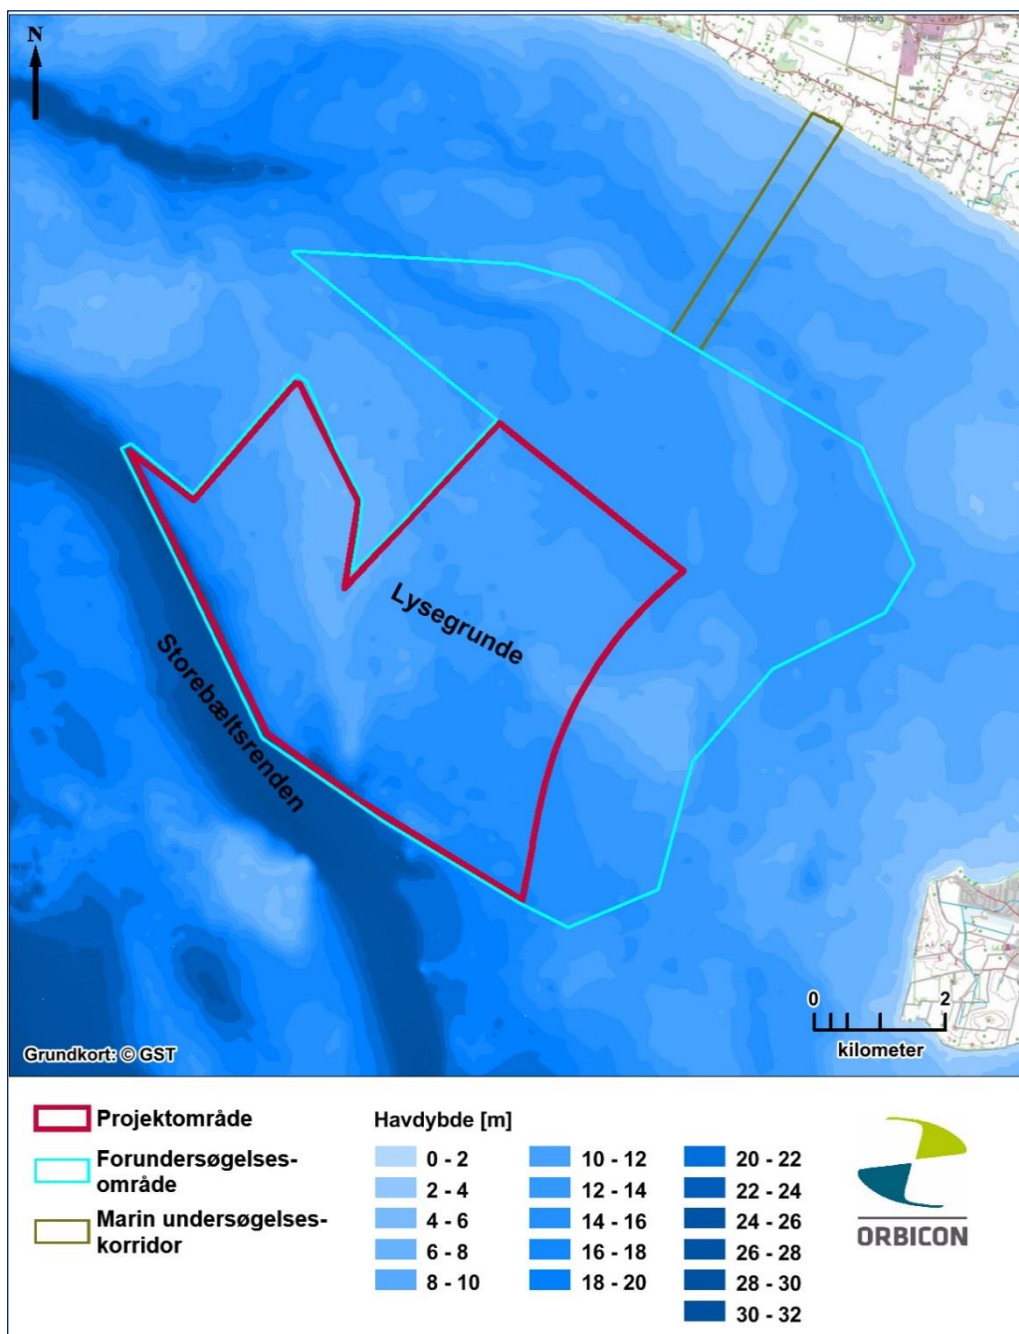 N
Lerchenborg
Lysegrunde
Storebæltsrenden
0 2
kilometer
Grundkort: © GST
Projektområde
Forundersøgelses-
område
Marin undersøgelses-
korridor
Havdybde [m]
0 - 2
2 - 4
4 - 6
6 - 8
8 - 10
10 - 12
12 - 14
14 - 16
16 - 18
18 - 20
20 - 22
22 - 24
24 - 26
26 - 28
28 - 30
30 - 32
ORBICON